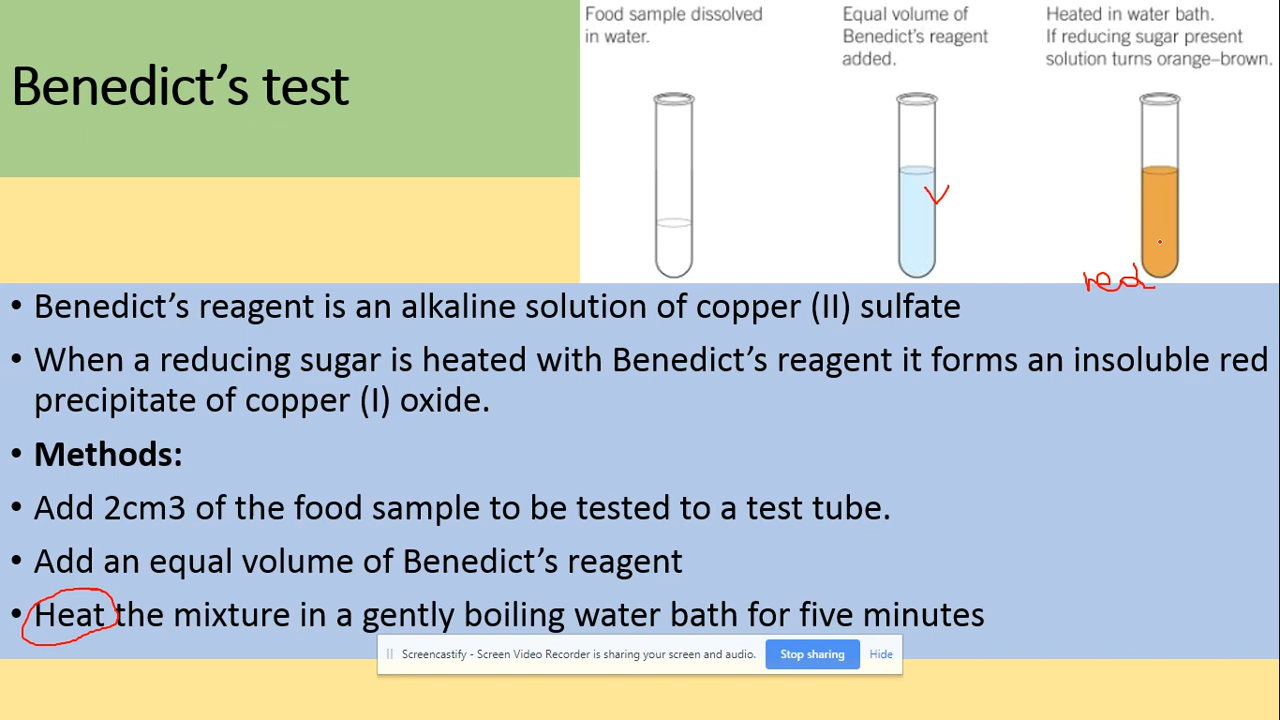 Benedict's test
Food sample dissolved
in water.
Equal volume of
Benedict's reagent
added.
Heated in water bath.
If reducing sugar present
solution turns orange–brown.
red
• Benedict's reagent is an alkaline solution of copper (II) sulfate
• When a reducing sugar is heated with Benedict's reagent it forms an insoluble red
precipitate of copper (I) oxide.
• Methods:
• Add 2cm3 of the food sample to be tested to a test tube.
• Add an equal volume of Benedict's reagent
• Heat the mixture in a gently boiling water bath for five minutes
Screencastify - Screen Video Recorder is sharing your screen and audio. Stop sharing Hide